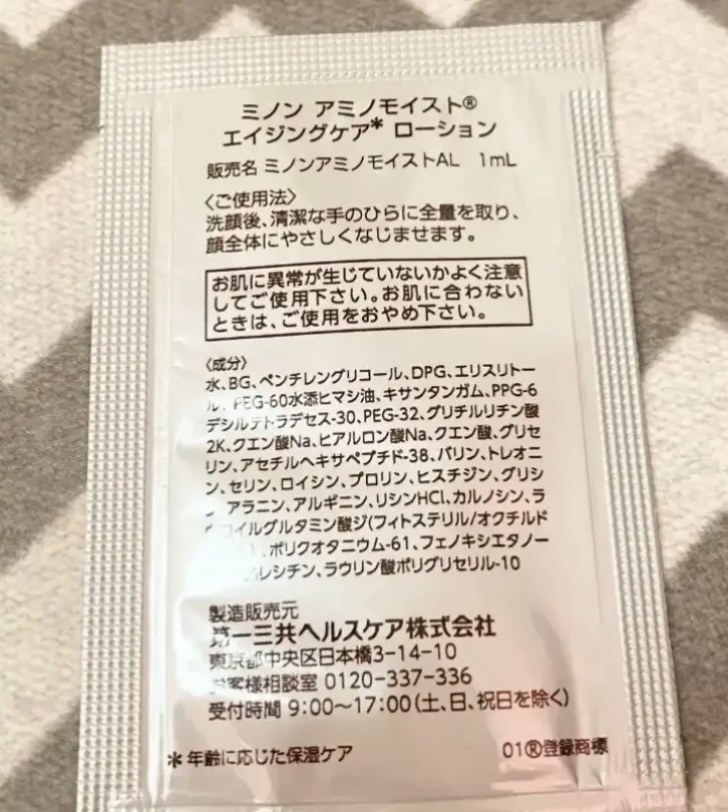 ミノン アミノモイスト®
エイジングケア* ローション
販売名 ミノンアミノモイストAL 1mL
〈ご使用法〉
洗顔後、清潔な手のひらに全量を取り、
顔全体にやさしくなじませます。
お肌に異常が生じていないかよく注意
してご使用下さい。お肌に合わない
ときは、ご使用をおやめ下さい。
〈成分〉
水、BG、ペンチレングリコール、DPG、エリスリトー
ル、PEG-60水添ヒマシ油、キサンタンガム、PPG-6
デシルテトラデセス-30、PEG-32、グリチルリチン酸
2K、クエン酸Na、ヒアルロン酸Na、クエン酸、グリセ
リン、アセチルヘキサペプチド-38、バリン、トレオニ
ン、セリン、ロイシン、プロリン、ヒスチジン、グリシ
、アラニン、アルギニン、リシンHCl、カルノシン、ラ
ロイルグルタミン酸ジ(フィトステリル/オクチルド
)、ポリクオタニウム-61、フェノキシエタノー
レシチン、ラウリン酸ポリグリセリル-10
製造販売元
第一三共ヘルスケア株式会社
東京都中央区日本橋3-14-10
お客様相談室 0120-337-336
受付時間 9:00～17:00(土、日、祝日を除く)
*年齢に応じた保湿ケア
01®登録商標